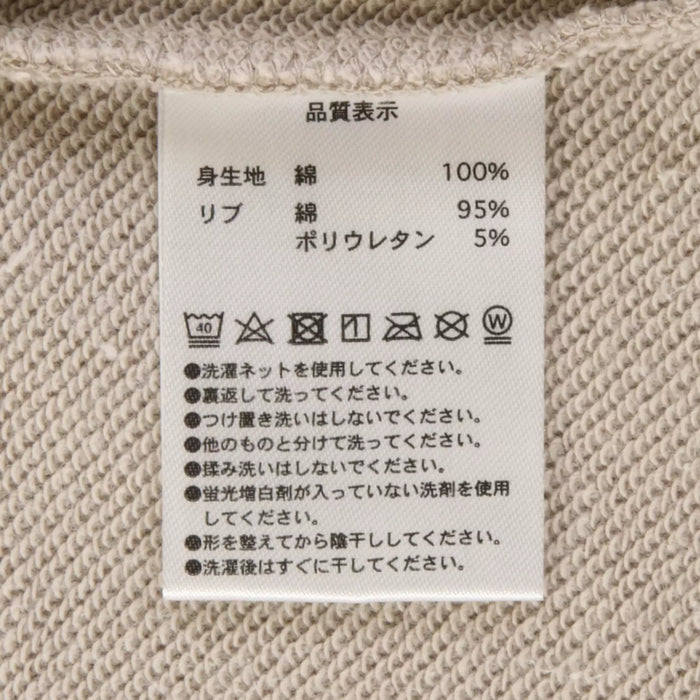 品質表示
身生地 綿 100%
リブ 綿 95%
ポリウレタン 5%
40 W
●洗濯ネットを使用してください。
●裏返して洗ってください。
●つけ置き洗いはしないでください。
●他のものと分けて洗ってください。
●揉み洗いはしないでください。
●蛍光増白剤が入っていない洗剤を使用
してください。
●形を整えてから陰干ししてください。
●洗濯後はすぐに干してください。